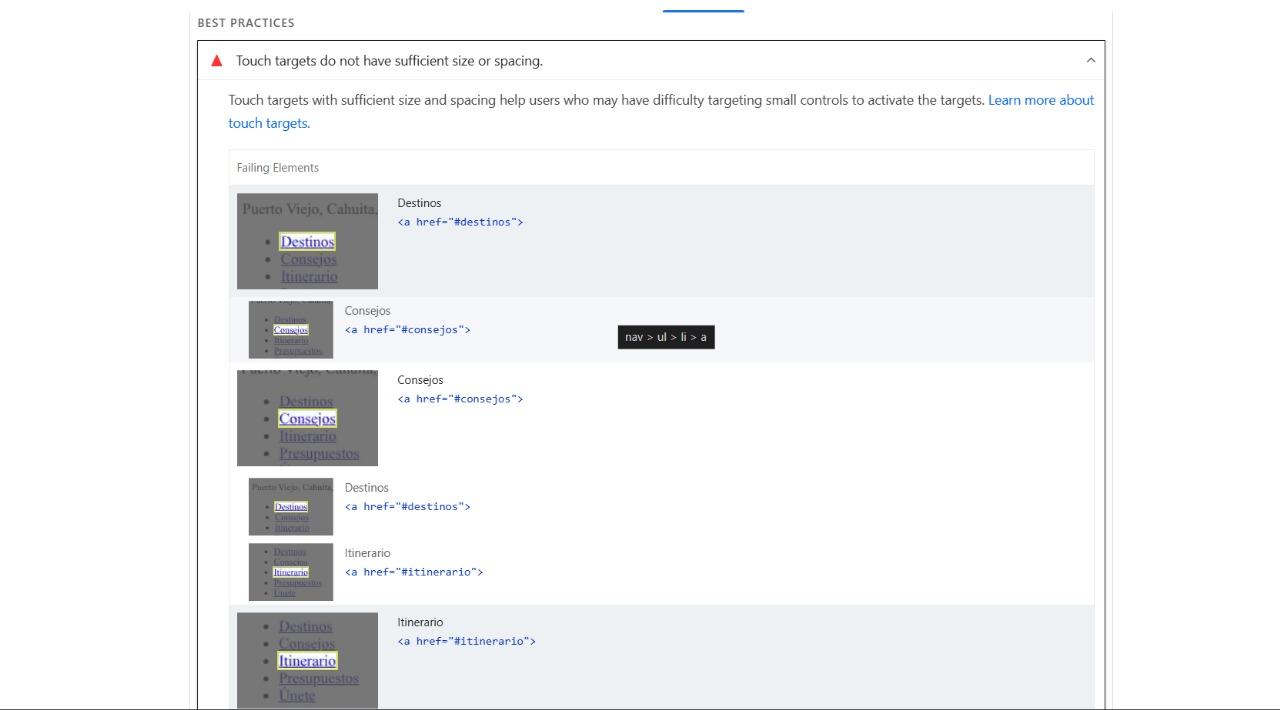 BEST PRACTICES
Touch targets do not have sufficient size or spacing.
Touch targets with sufficient size and spacing help users who may have difficulty targeting small controls to activate the targets. Learn more about
touch targets.
Failing Elements
Puerto Viejo, Cahuita,
Destinos
Consejos
Itinerario
Destinos
<a href="#destinos">
Puerto Viejo, Cahuita,
Destinos
Consejos
Itinerario
Presupuestos
Consejos
<a href="#consejos">
nav > ul > li > a
Puerto Viejo, Cahuita,
Destinos
Consejos
Itinerario
Presupuestos
Consejos
<a href="#consejos">
Puerto Viejo, Cahuita,
Destinos
Consejos
Itinerario
Destinos
<a href="#destinos">
Destinos
Consejos
Itinerario
Presupuestos
Únete
Itinerario
<a href="#itinerario">
Destinos
Consejos
Itinerario
Presupuestos
Únete
Itinerario
<a href="#itinerario">